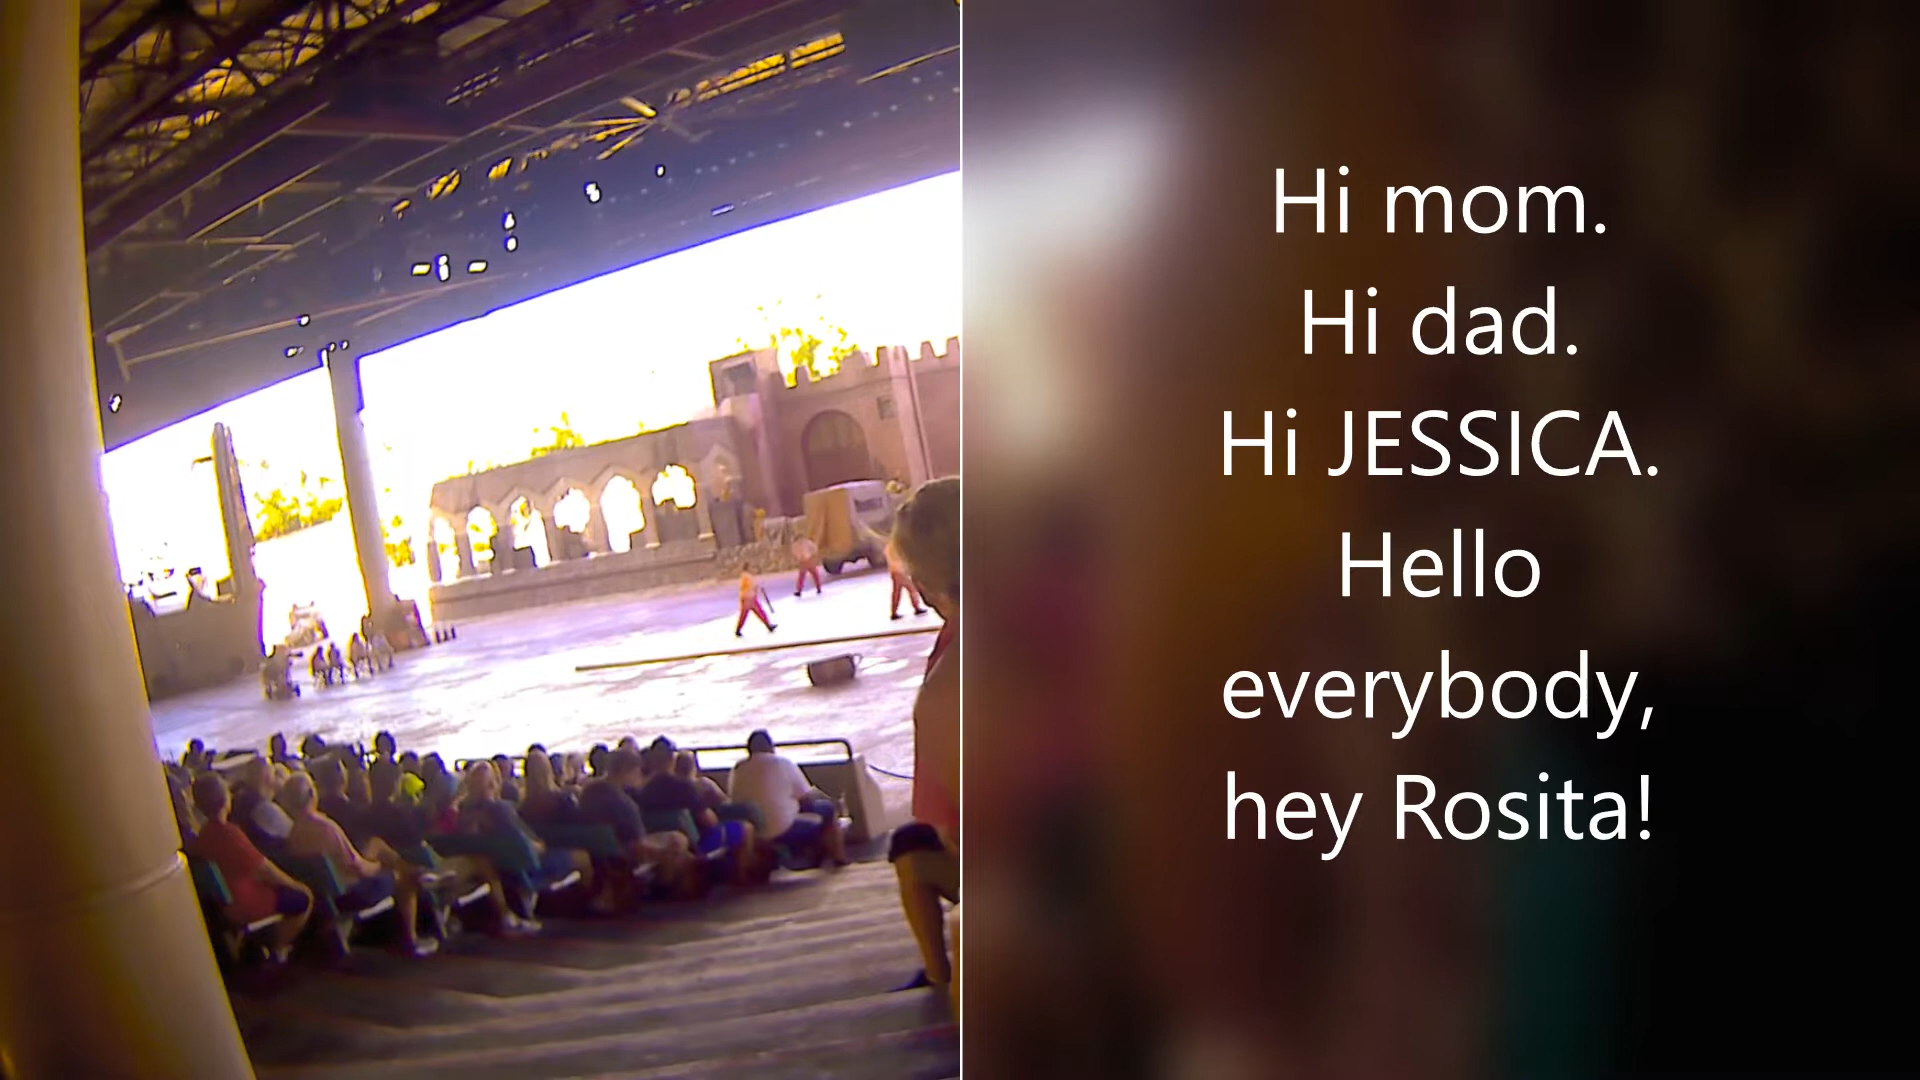 Hi mom.
Hi dad.
Hi JESSICA.
Hello
everybody,
hey Rosita!